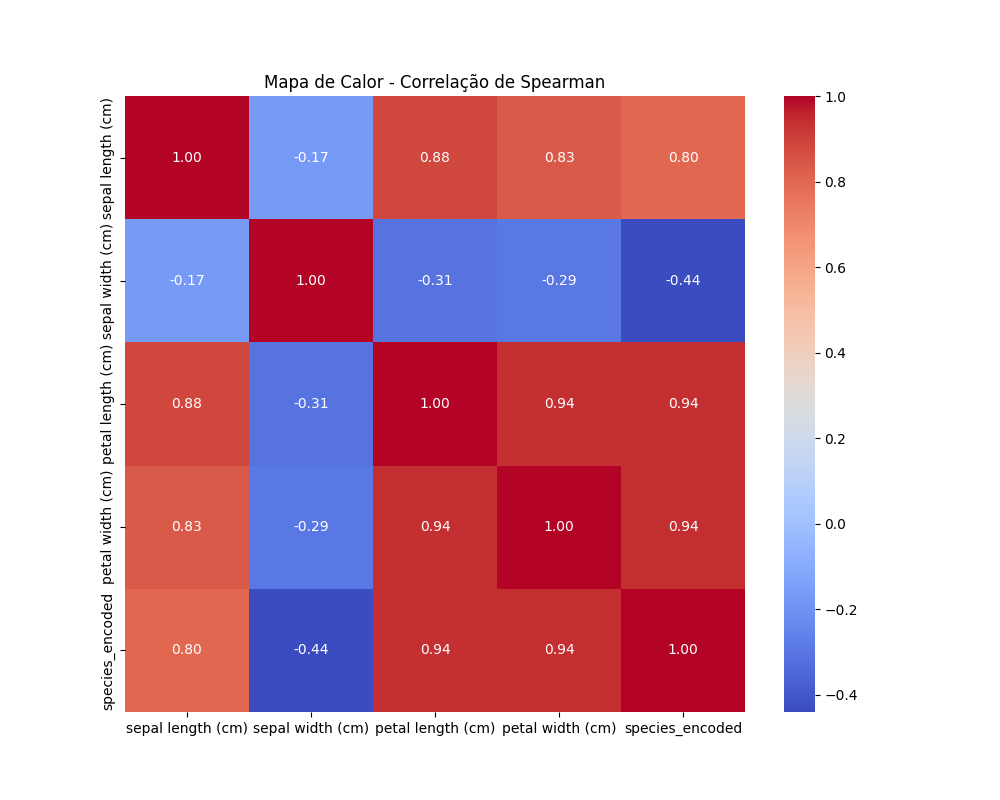 Mapa de Calor - Correlação de Spearman
sepal length (cm)
1.00 -0.17 0.88 0.83 0.80
sepal width (cm)
-0.17 1.00 -0.31 -0.29 -0.44
petal length (cm)
0.88 -0.31 1.00 0.94 0.94
petal width (cm)
0.83 -0.29 0.94 1.00 0.94
species_encoded
0.80 -0.44 0.94 0.94 1.00
sepal length (cm) sepal width (cm) petal length (cm) petal width (cm) species_encoded
1.0
0.8
0.6
0.4
0.2
0.0
−0.2
−0.4